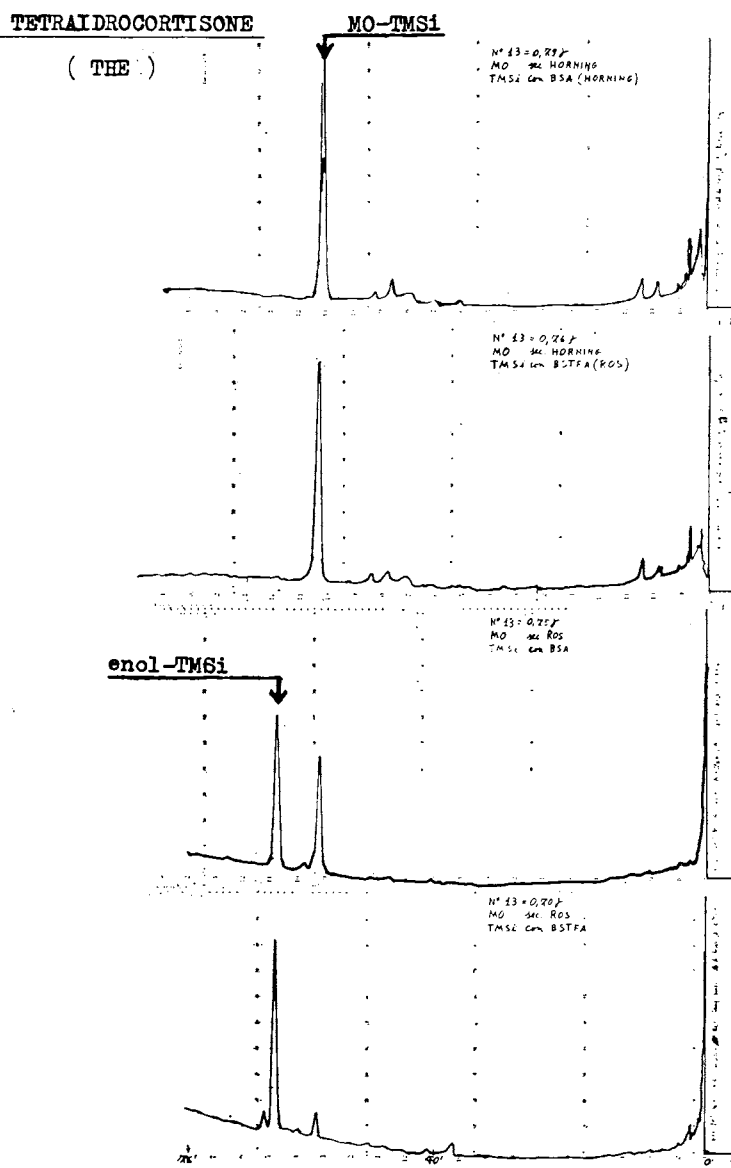 TETRAIDROCORTISONE
( THE )
MO-TMSi
N° 13 = 0,79 γ
MO sec HORNING
TMSi con BSA (HORNING)
N° 13 = 0,76 γ
MO sec. HORNING
TMSi con BSTFA (ROS)
enol-TMSi
N° 13 = 0,75 γ
MO sec ROS
TMSi con BSA
N° 13 = 0,70 γ
MO sec. ROS
TMSi con BSTFA
40'
0'